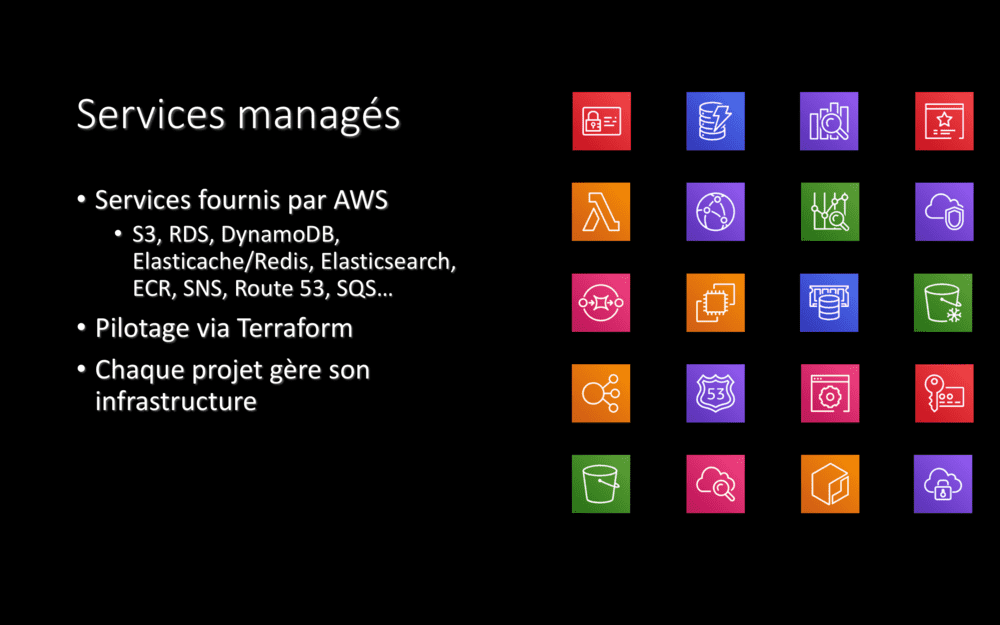 Services managés
• Services fournis par AWS
• S3, RDS, DynamoDB,
Elasticache/Redis, Elasticsearch,
ECR, SNS, Route 53, SQS…
• Pilotage via Terraform
• Chaque projet gère son
infrastructure
53